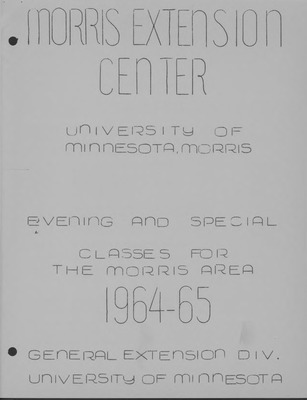 MORRIS EXTENSION
CENTER
UNIVERSITY OF
MINNESOTA, MORRIS
EVENING AND SPECIAL
CLASSES FOR
THE MORRIS AREA
1964-65
GENERAL EXTENSION DIV.
UNIVERSITY OF MINNESOTA